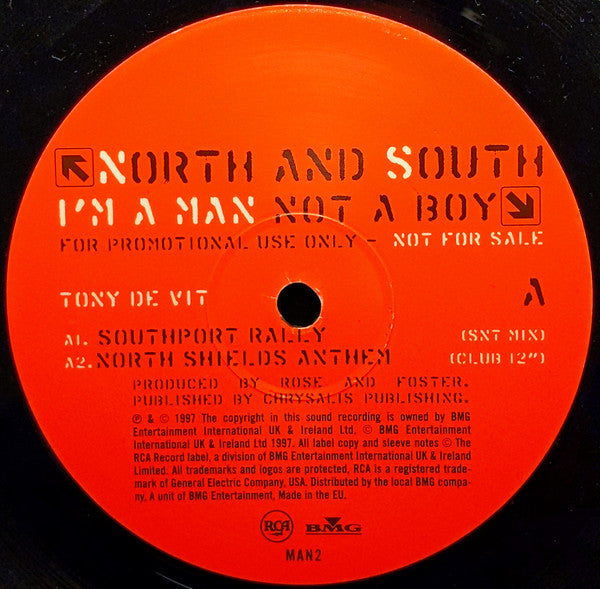 NORTH AND SOUTH
I'M A MAN NOT A BOY
FOR PROMOTIONAL USE ONLY – NOT FOR SALE
TONY DE VIT A
A1. SOUTHPORT RALLY (SNT MIX)
A2. NORTH SHIELDS ANTHEM (CLUB 12")
PRODUCED BY ROSE AND FOSTER.
PUBLISHED BY CHRYSALIS PUBLISHING.
℗ & © 1997 The copyright in this sound recording is owned by BMG
Entertainment International UK & Ireland Ltd, © BMG Entertainment
International UK & Ireland Ltd 1997. All label copy and sleeve notes © The
RCA Record label, a division of BMG Entertainment International UK & Ireland
Limited. All trademarks and logos are protected, RCA is a registered trade-
mark of General Electric Company, USA. Distributed by the local BMG compa-
ny, A unit of BMG Entertainment, Made in the EU.
RCA BMG
MAN2